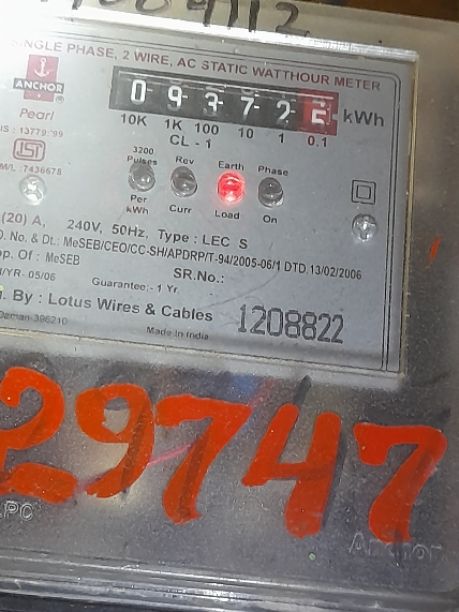 SINGLE PHASE, 2 WIRE, AC STATIC WATTHOUR METER
ANCHOR
Pearl
IS : 13779:'99
ISI
M/L :7436678
0 9 3 7 2 kWh
10K 1K 100 10 1 0.1
CL - 1
3200 Pulses Rev Earth Phase
Per kWh Curr Load On
(20) A, 240V, 50Hz, Type : LEC S
O. No. & Dt.: MeSEB/CEO/CC-SH/APDRP/T-94/2005-06/1 DTD 13/02/2006
Of : MeSEB
SR.No.:
/YR- 05/06
Guarantee:- 1 Yr.
By : Lotus Wires & Cables
1208822
Daman-396210
Made in India
29747
Anchor